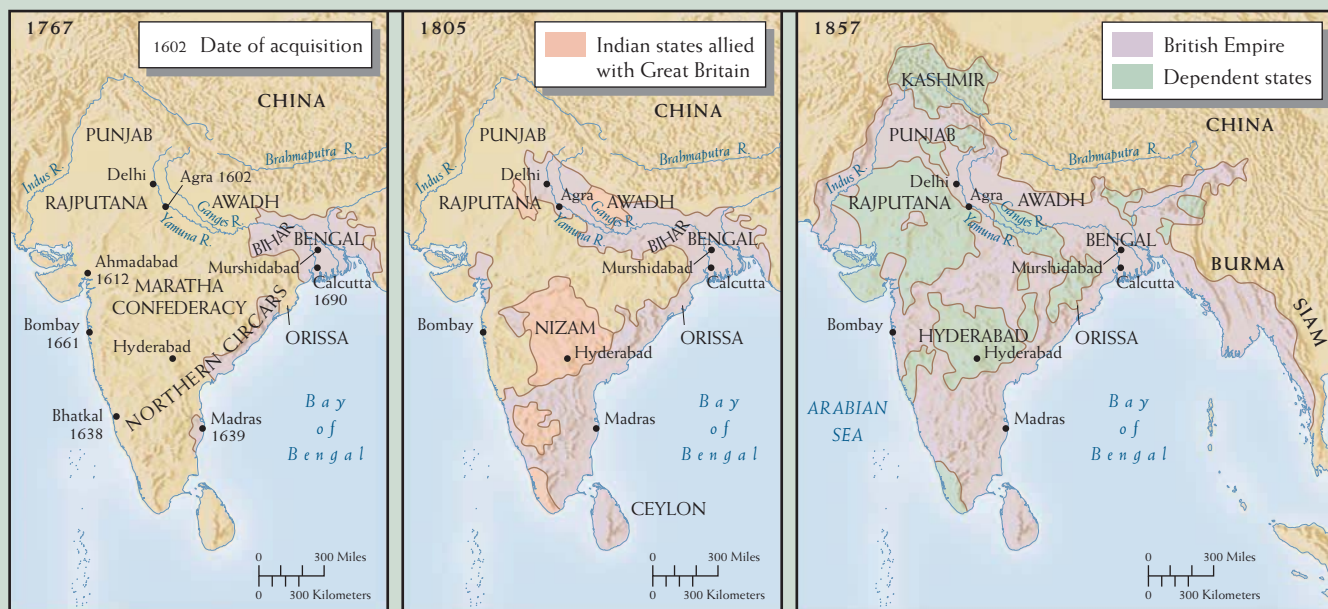 1767
1602 Date of acquisition
CHINA
PUNJAB
Indus R.
Brahmaputra R.
Delhi
Agra 1602
RAJPUTANA
AWADH
Ganges R.
Yamuna R.
BIHAR
BENGAL
Murshidabad
Ahmadabad
1612
Calcutta
1690
MARATHA
CONFEDERACY
Bombay
1661
ORISSA
Hyderabad
NORTHERN CIRCARS
Bhatkal
1638
Madras
1639
Bay
of
Bengal
0 300 Miles
0 300 Kilometers
1805
Indian states allied
with Great Britain
CHINA
PUNJAB
Indus R.
Brahmaputra R.
Delhi
Agra
RAJPUTANA
AWADH
Ganges R.
Yamuna R.
BIHAR
BENGAL
Murshidabad
Calcutta
Bombay
NIZAM
ORISSA
Hyderabad
Madras
Bay
of
Bengal
CEYLON
0 300 Miles
0 300 Kilometers
1857
British Empire
Dependent states
KASHMIR
CHINA
PUNJAB
Indus R.
Brahmaputra R.
Delhi
Agra
RAJPUTANA
AWADH
Ganges R.
Yamuna R.
BENGAL
Murshidabad
Calcutta
BURMA
SIAM
Bombay
HYDERABAD
Hyderabad
ORISSA
ARABIAN
SEA
Madras
Bay
of
Bengal
0 300 Miles
0 300 Kilometers